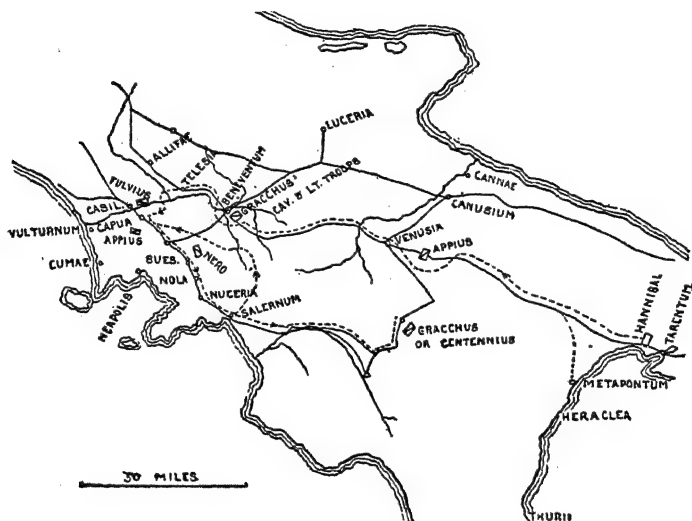 LUCERIA
ALLIFAE
TELESIA
BENEVENTUM
FULVIUS
GRACCHUS'
CAV. & LT. TROOPS
CANNAE
CASIL.
CAPUA
VULTURNUM
APPIUS
CANUSIUM
VENUSIA
APPIUS
CUMAE
SUES.
NERO
NOLA
NUCERIA
NEAPOLIS
SALERNUM
GRACCHUS
OR CENTENNIUS
HANNIBAL
TARENTUM
METAPONTUM
HERACLEA
30 MILES
THURII